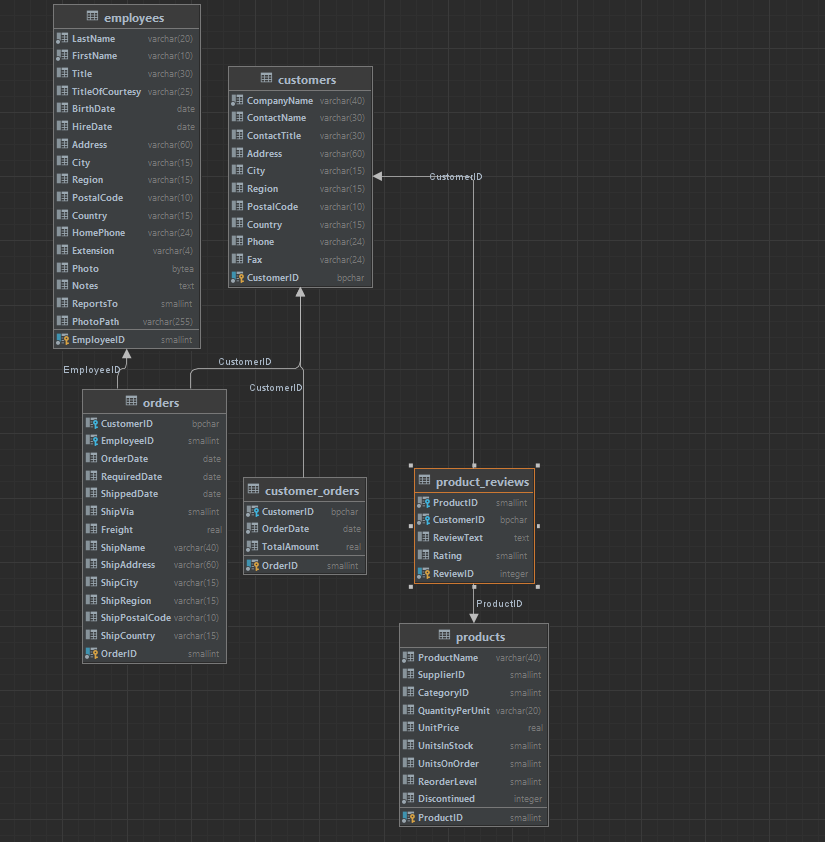 employees
LastName varchar(20)
FirstName varchar(10)
Title varchar(30)
TitleOfCourtesy varchar(25)
BirthDate date
HireDate date
Address varchar(60)
City varchar(15)
Region varchar(15)
PostalCode varchar(10)
Country varchar(15)
HomePhone varchar(24)
Extension varchar(4)
Photo bytea
Notes text
ReportsTo smallint
PhotoPath varchar(255)
EmployeeID smallint
customers
CompanyName varchar(40)
ContactName varchar(30)
ContactTitle varchar(30)
Address varchar(60)
City varchar(15)
Region varchar(15)
PostalCode varchar(10)
Country varchar(15)
Phone varchar(24)
Fax varchar(24)
CustomerID bpchar
CustomerID
EmployeeID
CustomerID
CustomerID
orders
CustomerID bpchar
EmployeeID smallint
OrderDate date
RequiredDate date
ShippedDate date
ShipVia smallint
Freight real
ShipName varchar(40)
ShipAddress varchar(60)
ShipCity varchar(15)
ShipRegion varchar(15)
ShipPostalCode varchar(10)
ShipCountry varchar(15)
OrderID smallint
customer_orders
CustomerID bpchar
OrderDate date
TotalAmount real
OrderID smallint
product_reviews
ProductID smallint
CustomerID bpchar
ReviewText text
Rating smallint
ReviewID integer
ProductID
products
ProductName varchar(40)
SupplierID smallint
CategoryID smallint
QuantityPerUnit varchar(20)
UnitPrice real
UnitsInStock smallint
UnitsOnOrder smallint
ReorderLevel smallint
Discontinued integer
ProductID smallint